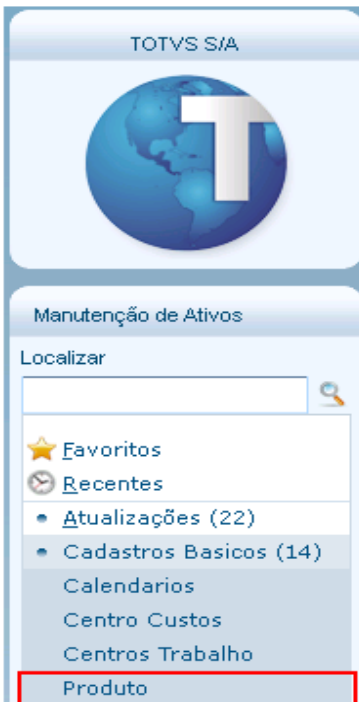 TOTVS S/A
T
Manutenção de Ativos
Localizar
Favoritos
Recentes
Atualizações (22)
Cadastros Basicos (14)
Calendarios
Centro Custos
Centros Trabalho
Produto